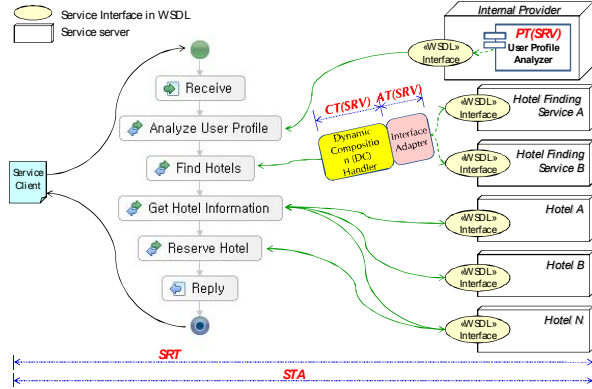 Service Interface in WSDL
Service server
Internal Provider
PT(SRV)
User Profile
Analyzer
«WSDL»
Interface
Receive
CT(SRV) AT(SRV)
Analyze User Profile
Dynamic
Compositio
n (DC)
Handler
Interface
Adapter
«WSDL»
Interface
Hotel Finding
Service A
Service
Client
Find Hotels
«WSDL»
Interface
Hotel Finding
Service B
Get Hotel Information
«WSDL»
Interface
Hotel A
Reserve Hotel
«WSDL»
Interface
Hotel B
Reply
«WSDL»
Interface
Hotel N
SRT
STA